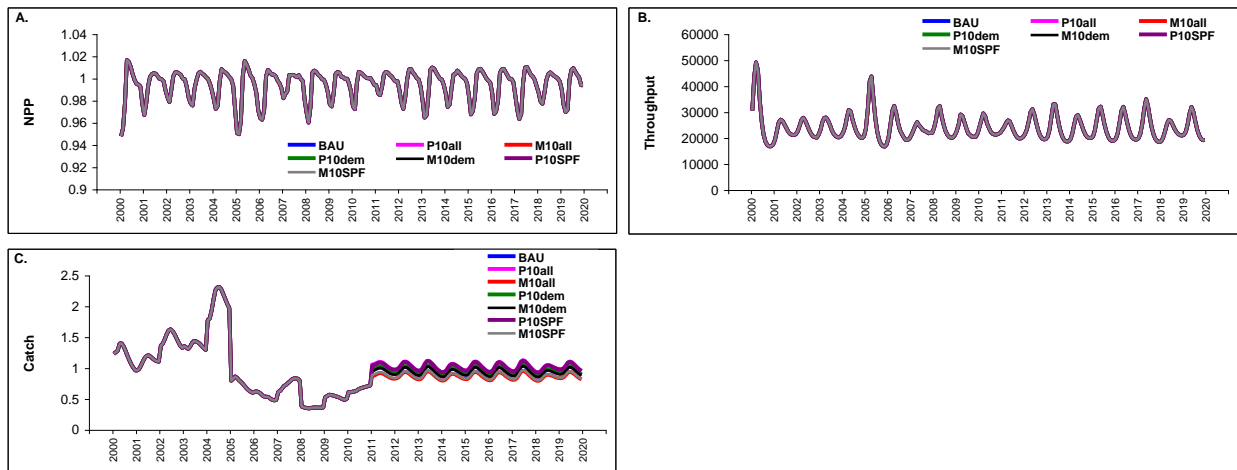 A.
1.04
1.02
1
0.98
0.96
0.94
0.92
0.9
NPP
BAU P10all M10all
P10dem M10dem P10SPF
M10SPF
2000 2001 2002 2003 2004 2005 2006 2007 2008 2009 2010 2011 2012 2013 2014 2015 2016 2017 2018 2019 2020
B.
BAU P10all M10all
P10dem M10dem P10SPF
M10SPF
60000
50000
40000
30000
20000
10000
0
Throughput
2000 2001 2002 2003 2004 2005 2006 2007 2008 2009 2010 2011 2012 2013 2014 2015 2016 2017 2018 2019 2020
C.
BAU
P10all
M10all
P10dem
M10dem
P10SPF
M10SPF
2.5
2
1.5
1
0.5
0
Catch
2000 2001 2002 2003 2004 2005 2006 2007 2008 2009 2010 2011 2012 2013 2014 2015 2016 2017 2018 2019 2020